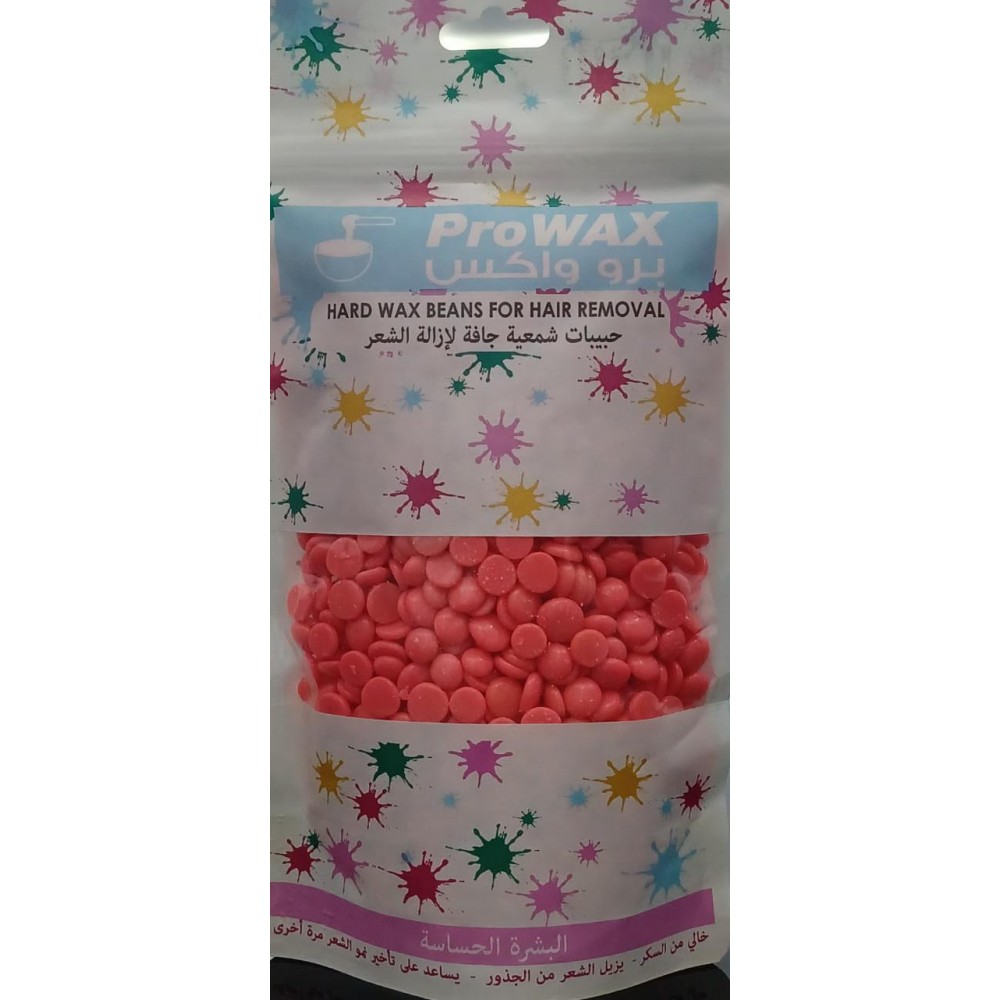 ProWAX
برو واكس
HARD WAX BEANS FOR HAIR REMOVAL
حبيبات شمعية جافة لإزالة الشعر
البشرة الحساسة
خالي من السكر - يزيل الشعر من الجذور - يساعد على تأخير نمو الشعر مرة أخرى